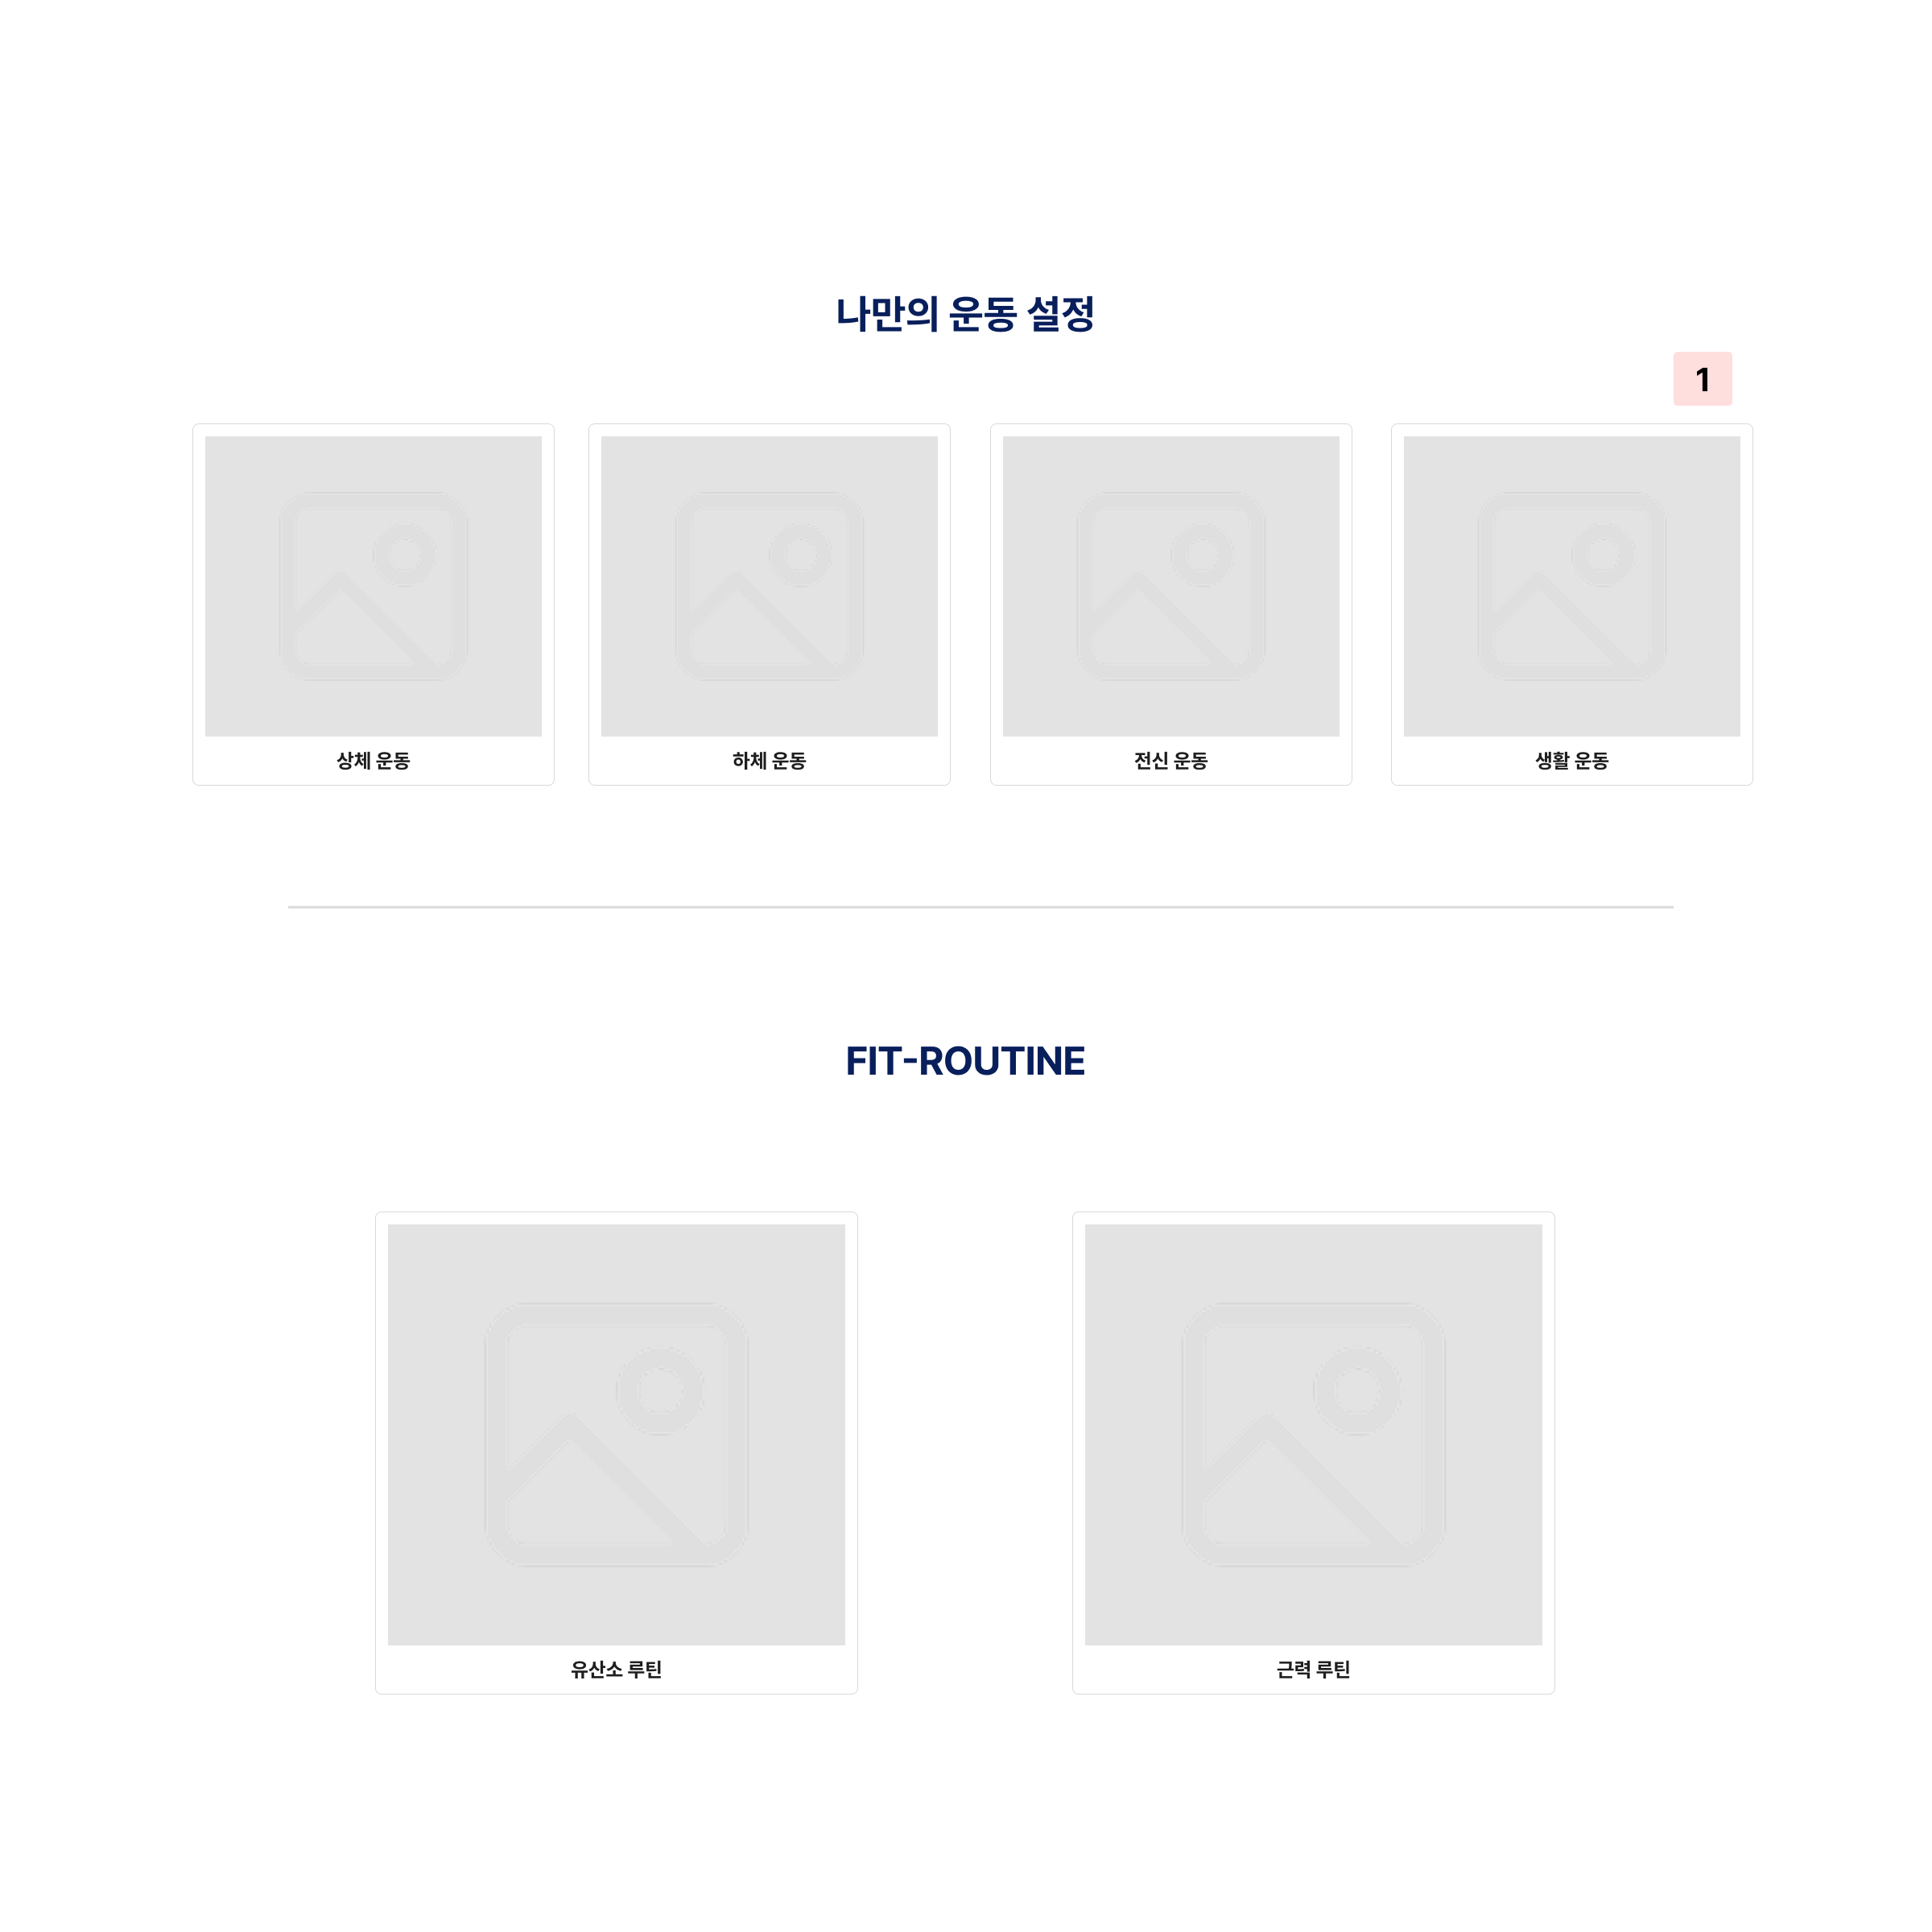 나만의 운동 설정
1
상체 운동
하체 운동
전신 운동
생활 운동
FIT-ROUTINE
유산소 루틴
근력 루틴